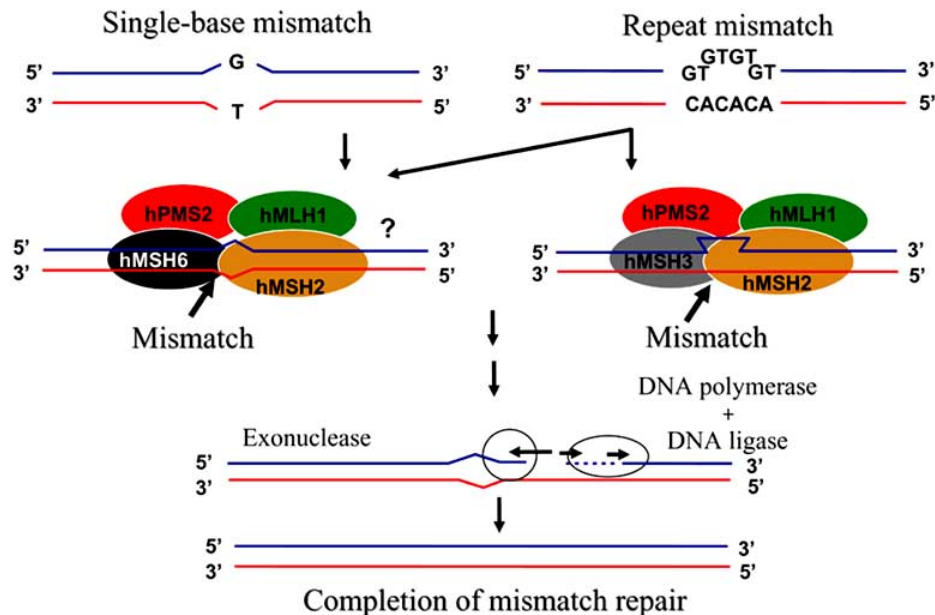 Single-base mismatch
Repeat mismatch
5’ G 3’
3’ T 5’
5’ GT GTGT GT 3’
3’ CACACA 5’
hPMS2 hMLH1
?
5’ 3’
hMSH6
3’ hMSH2 5’
Mismatch
hPMS2 hMLH1
5’ 3’
hMSH3
3’ hMSH2 5’
Mismatch
DNA polymerase
+
DNA ligase
Exonuclease
5’ 3’
3’ 5’
5’ 3’
3’ 5’
Completion of mismatch repair